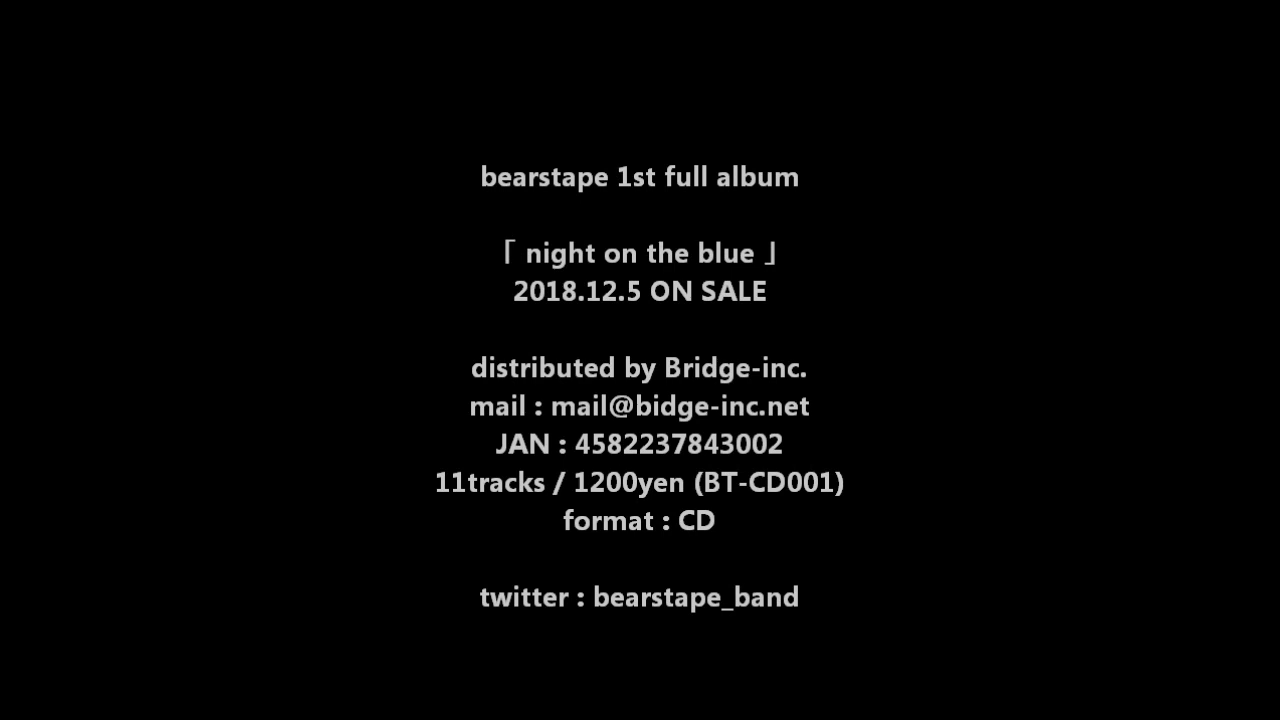 bearstape 1st full album
「 night on the blue 」
2018.12.5 ON SALE
distributed by Bridge-inc.
mail : mail@bidge-inc.net
JAN : 4582237843002
11tracks / 1200yen (BT-CD001)
format : CD
twitter : bearstape_band